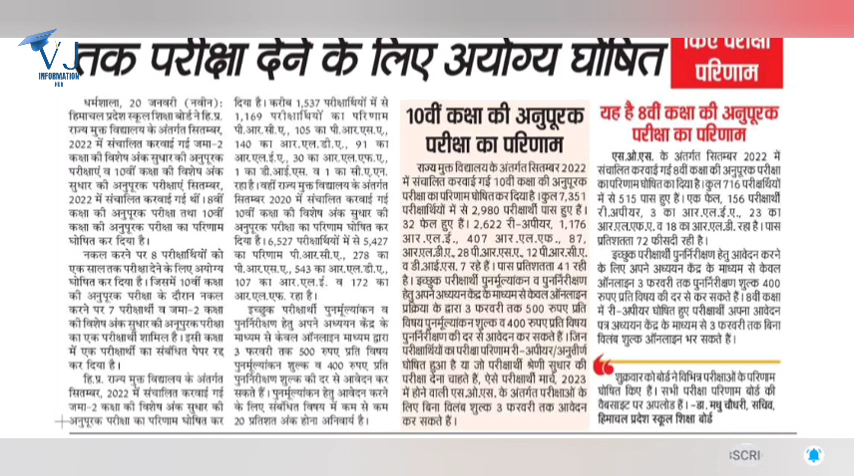 VJ
INFORMATION
HUB
तक परीक्षा देने के लिए अयोग्य घोषित
किए परीक्षा
परिणाम
धर्मशाला, 20 जनवरी (नवीन):
हिमाचल प्रदेश स्कूल शिक्षा बोर्ड ने हि.प्र.
राज्य मुक्त विद्यालय के अंतर्गत सितम्बर,
2022 में संचालित करवाई गई जमा-2
कक्षा की विशेष अंक सुधार की अनुपूरक
परीक्षाएं व 10वीं कक्षा की विशेष अंक
सुधार की अनुपूरक परीक्षाएं सितम्बर,
2022 में संचालित करवाई गई थीं। 8वीं
कक्षा की अनुपूरक परीक्षा तथा 10वीं
कक्षा की अनुपूरक परीक्षा का परिणाम
घोषित कर दिया है।
नकल करने पर 8 परीक्षार्थियों को
एक साल तक परीक्षा देने के लिए अयोग्य
घोषित कर दिया है। जिसमें 10वीं कक्षा
की अनुपूरक परीक्षा के दौरान नकल
करने पर 7 परीक्षार्थी व जमा-2 कक्षा
की विशेष अंक सुधार की अनुपूरक परीक्षा
का एक परीक्षार्थी शामिल है। इसी कक्षा
में एक परीक्षार्थी का संबंधित पेपर रद्द
कर दिया है।
हि.प्र. राज्य मुक्त विद्यालय के अंतर्गत
सितम्बर, 2022 में संचालित करवाई गई
जमा-2 कक्षा की विशेष अंक सुधार की
अनुपूरक परीक्षा का परिणाम घोषित कर
दिया है। करीब 1,537 परीक्षार्थियों में से
1,169 परीक्षार्थियों का परिणाम
पी.आर.सी.ए., 105 का पी.आर.एस.ए.,
140 का आर.एल.डी.ए., 91 का
आर.एल.ई.ए., 30 का आर.एल.एफ.ए.,
1 का डी.आई.एस. व 1 का सी.ए.एन.
रहा है। वहीं राज्य मुक्त विद्यालय के अंतर्गत
सितम्बर 2020 में संचालित करवाई गई
10वीं कक्षा की विशेष अंक सुधार की
अनुपूरक परीक्षा का परिणाम घोषित कर
दिया है। 6,527 परीक्षार्थियों में से 5,427
का परिणाम पी.आर.सी.ए., 278 का
पी.आर.एस.ए., 543 का आर.एल.डी.ए.,
107 का आर.एल.ई. व 172 का
आर.एल.एफ. रहा है।
इच्छुक परीक्षार्थी पुनर्मूल्यांकन व
पुनर्निरीक्षण हेतु अपने अध्ययन केंद्र के
माध्यम से केवल ऑनलाइन माध्यम द्वारा
3 फरवरी तक 500 रुपए प्रति विषय
पुनर्मूल्यांकन शुल्क व 400 रुपए प्रति
पुनर्निरीक्षण शुल्क की दर से आवेदन कर
सकते हैं। पुनर्मूल्यांकन हेतु आवेदन करने
के लिए संबंधित विषय में कम से कम
20 प्रतिशत अंक होना अनिवार्य है।
10वीं कक्षा की अनुपूरक
परीक्षा का परिणाम
राज्य मुक्त विद्यालय के अंतर्गत सितम्बर 2022
में संचालित करवाई गई 10वीं कक्षा की अनुपूरक
परीक्षा का परिणाम घोषित कर दिया है। कुल 7,351
परीक्षार्थियों में से 2,980 परीक्षार्थी पास हुए हैं।
32 फेल हुए हैं। 2,622 री-अपीयर, 1,176
आर.एल.ई., 407 आर.एल.एफ., 87,
आर.एल.डी.ए., 28 पी.आर.एस.ए., 12 पी.आर.सी.ए.
व डी.आई.एस. 7 रहे हैं। पास प्रतिशतता 41 रही
है। इच्छुक परीक्षार्थी पुनर्मूल्यांकन व पुनर्निरीक्षण
हेतु अपने अध्ययन केंद्र के माध्यम से केवल ऑनलाइन
प्रक्रिया के द्वारा 3 फरवरी तक 500 रुपए प्रति
विषय पुनर्मूल्यांकन शुल्क व 400 रुपए प्रति विषय
पुनर्निरीक्षण की दर से आवेदन कर सकते हैं। जिन
परीक्षार्थियों का परीक्षा परिणाम री-अपीयर/अनुत्तीर्ण
घोषित हुआ है या जो परीक्षार्थी श्रेणी सुधार की
परीक्षा देना चाहते हैं, ऐसे परीक्षार्थी मार्च, 2023
में होने वाली एस.ओ.एस. के अंतर्गत परीक्षाओं के
लिए बिना विलंब शुल्क 3 फरवरी तक आवेदन
कर सकते हैं।
यह है 8वीं कक्षा की अनुपूरक
परीक्षा का परिणाम
एस.ओ.एस. के अंतर्गत सितम्बर 2022 में
संचालित करवाई गई 8वीं कक्षा की अनुपूरक परीक्षा
का परिणाम घोषित का दिया है। कुल 716 परीक्षर्थियों
में से 515 पास हुए हैं। एक फेल, 156 परीक्षार्थी
री.अपीयर, 3 का आर.एल.ई.ए., 23 का
आर.एल.एफ.ए. व 18 का आर.एल.डी. रहा है। पास
प्रतिशतता 72 फीसदी रही है।
इच्छुक परीक्षार्थी पुनर्निरीक्षण हेतु आवेदन करने
के लिए अपने अध्ययन केंद्र के माध्यम से केवल
ऑनलाइन 3 फरवरी तक पुनर्निरीक्षण शुल्क 400
रुपए प्रति विषय की दर से कर सकते हैं। 8वीं कक्षा
में री-अपीयर घोषित हुए परीक्षार्थी अपना आवेदन
पत्र अध्ययन केंद्र के माध्यम से 3 फरवरी तक बिना
विलंब शुल्क ऑनलाइन भर सकते हैं।
शुक्रवार को बोर्ड ने विभिन्न परीक्षाओं के परिणाम
घोषित किए हैं। सभी परीक्षा परिणाम बोर्ड की
वैबसाइट पर अपलोड हैं। -डा. मधु चौधरी, सचिव,
हिमाचल प्रदेश स्कूल शिक्षा बोर्ड
SCRI